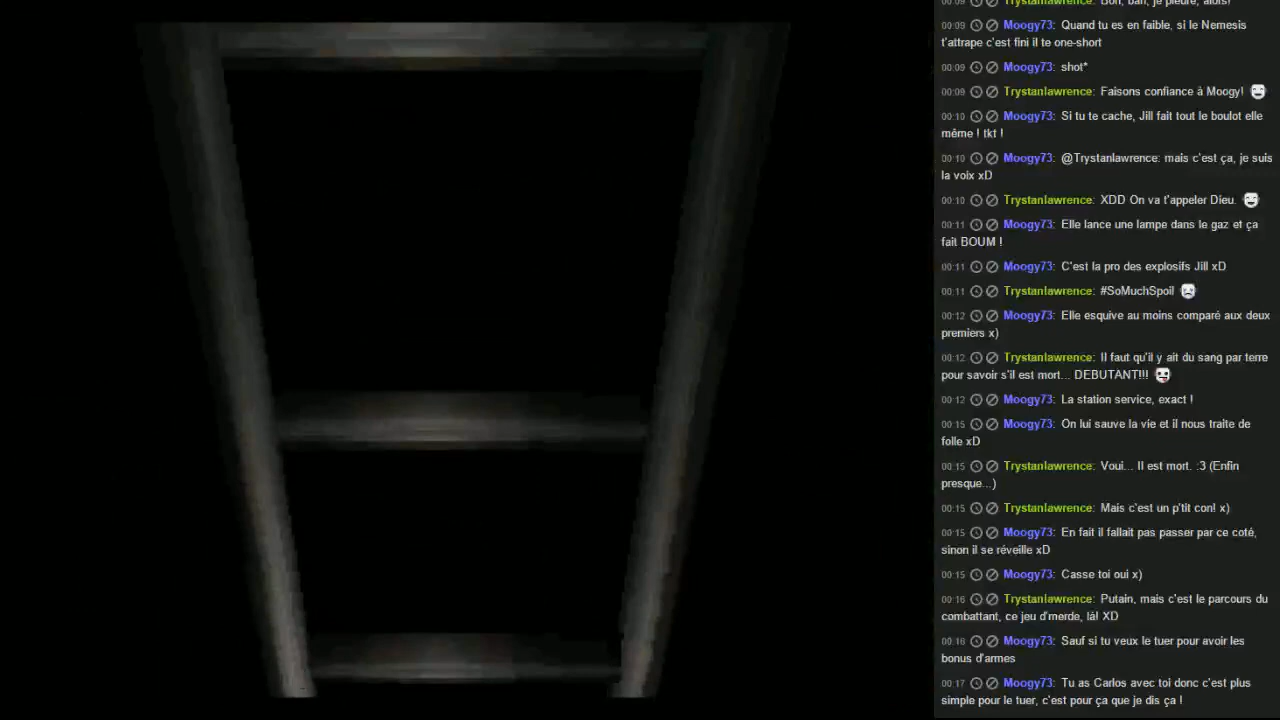 00:09 Trystanlawrence: Bon, bah, je pleure, alors!
00:09 Moogy73: Quand tu es en faible, si le Nemesis
t'attrape c'est fini il te one-short
00:09 Moogy73: shot*
00:09 Trystanlawrence: Faisons confiance à Moogy!
00:10 Moogy73: Si tu te cache, Jill fait tout le boulot elle
même ! tkt !
00:10 Moogy73: @Trystanlawrence: mais c'est ça, je suis
la voix xD
00:10 Trystanlawrence: XDD On va t'appeler Dieu.
00:11 Moogy73: Elle lance une lampe dans le gaz et ça
fait BOUM !
00:11 Moogy73: C'est la pro des explosifs Jill xD
00:11 Trystanlawrence: #SoMuchSpoil
00:12 Moogy73: Elle esquive au moins comparé aux deux
premiers x)
00:12 Trystanlawrence: Il faut qu'il y ait du sang par terre
pour savoir s'il est mort... DEBUTANT!!!
00:12 Moogy73: La station service, exact !
00:15 Moogy73: On lui sauve la vie et il nous traite de
folle xD
00:15 Trystanlawrence: Voui... Il est mort. :3 (Enfin
presque...)
00:15 Trystanlawrence: Mais c'est un p'tit con! x)
00:15 Moogy73: En fait il fallait pas passer par ce coté,
sinon il se réveille xD
00:15 Moogy73: Casse toi oui x)
00:16 Trystanlawrence: Putain, mais c'est le parcours du
combattant, ce jeu d'merde, là! XD
00:16 Moogy73: Sauf si tu veux le tuer pour avoir les
bonus d'armes
00:17 Moogy73: Tu as Carlos avec toi donc c'est plus
simple pour le tuer, c'est pour ça que je dis ça !